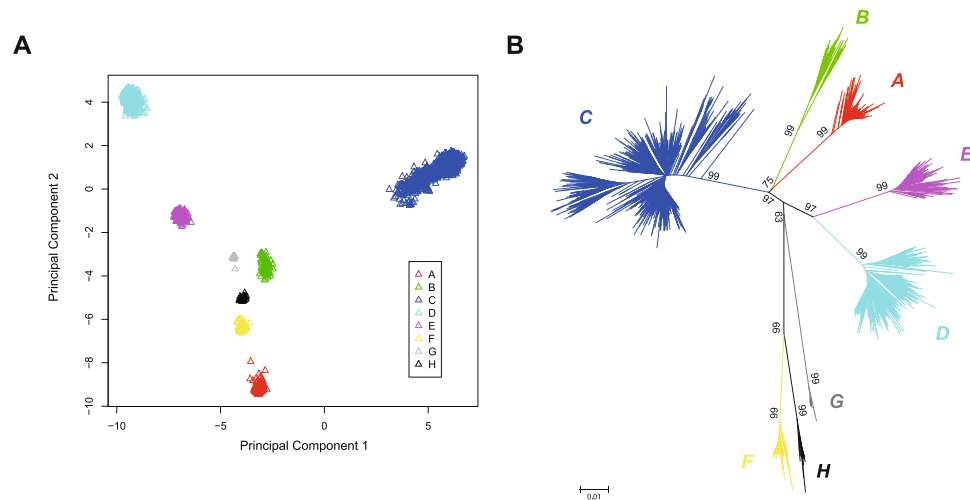 A
4
2
0
−2
−4
−6
−8
−10
Principal Component 2
−10 −5 0 5
Principal Component 1
A
B
C
D
E
F
G
H
B
B
A
C
E
D
G
F
H
99
99
99
75
97
97
99
99
63
99
99
99
99
0.01